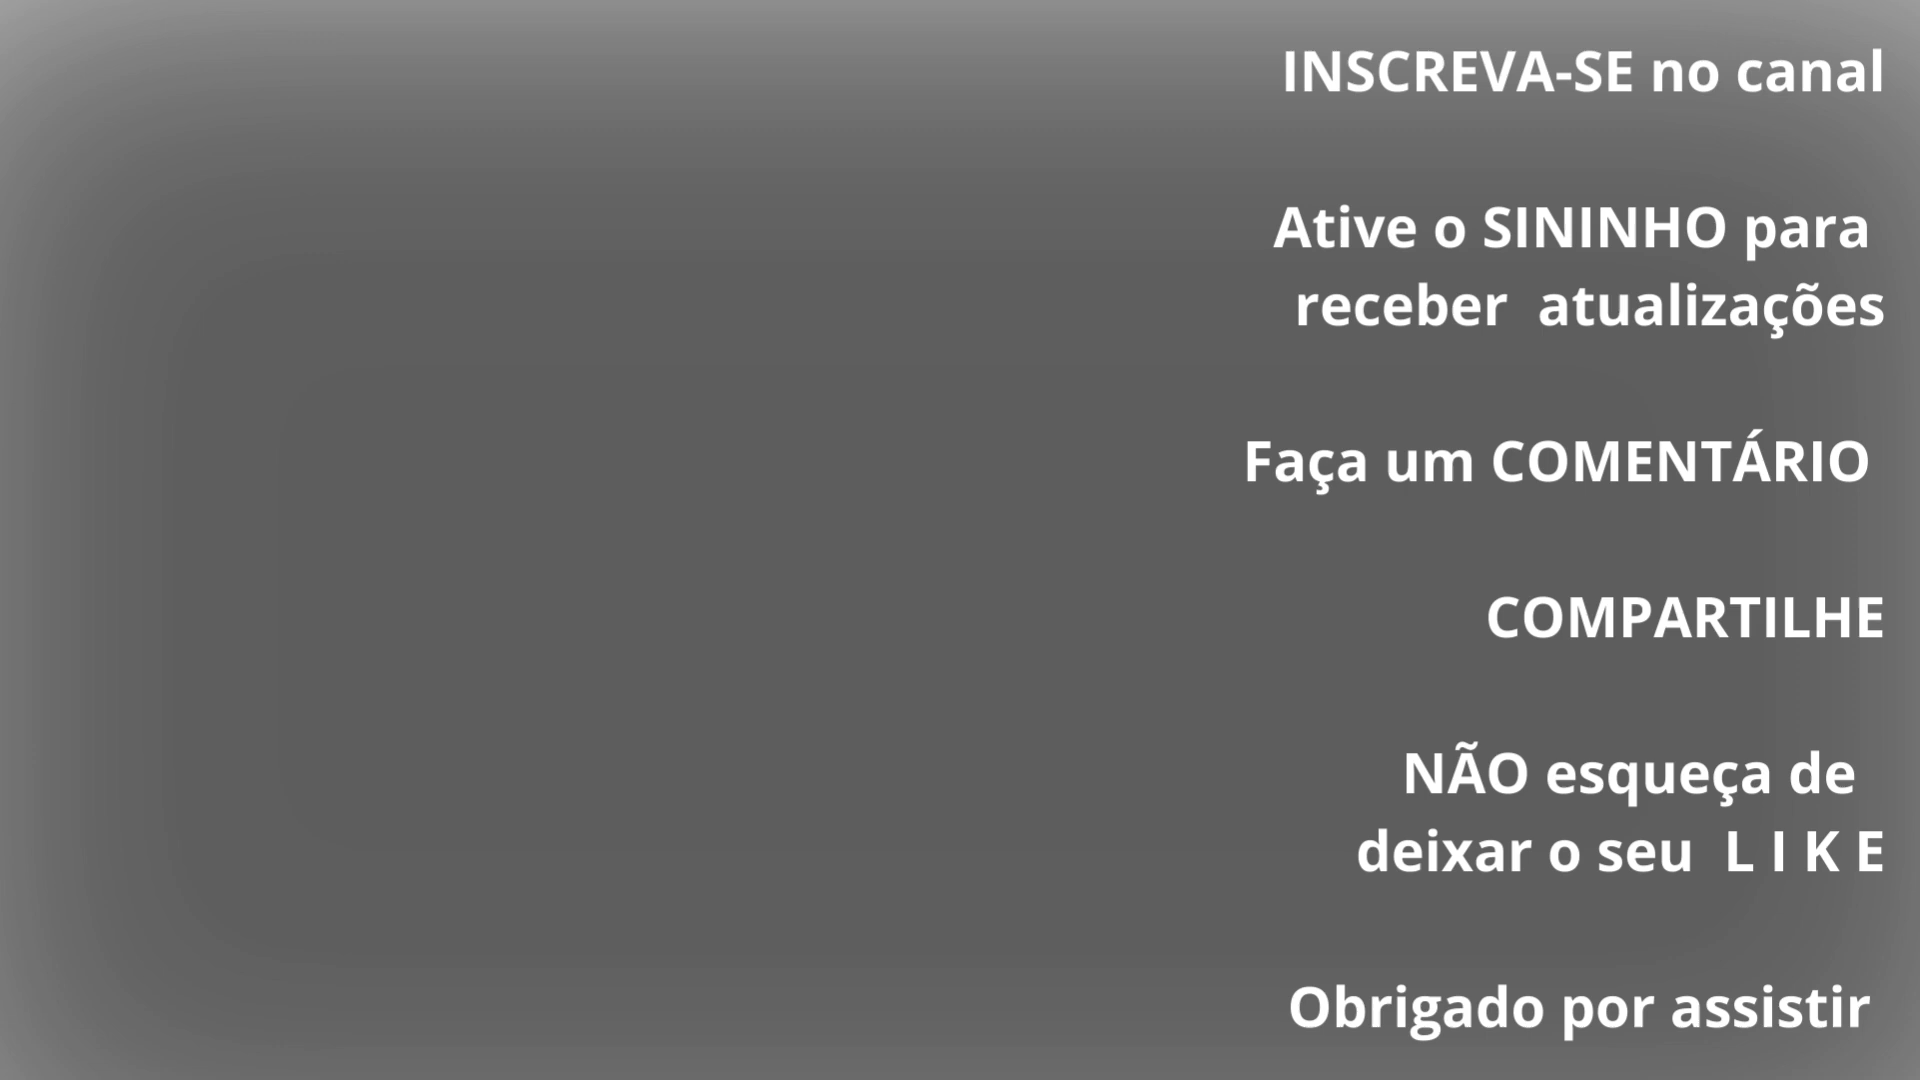 INSCREVA-SE no canal
Ative o SININHO para
receber  atualizações
Faça um COMENTÁRIO
COMPARTILHE
NÃO esqueça de
deixar o seu  L I K E
Obrigado por assistir